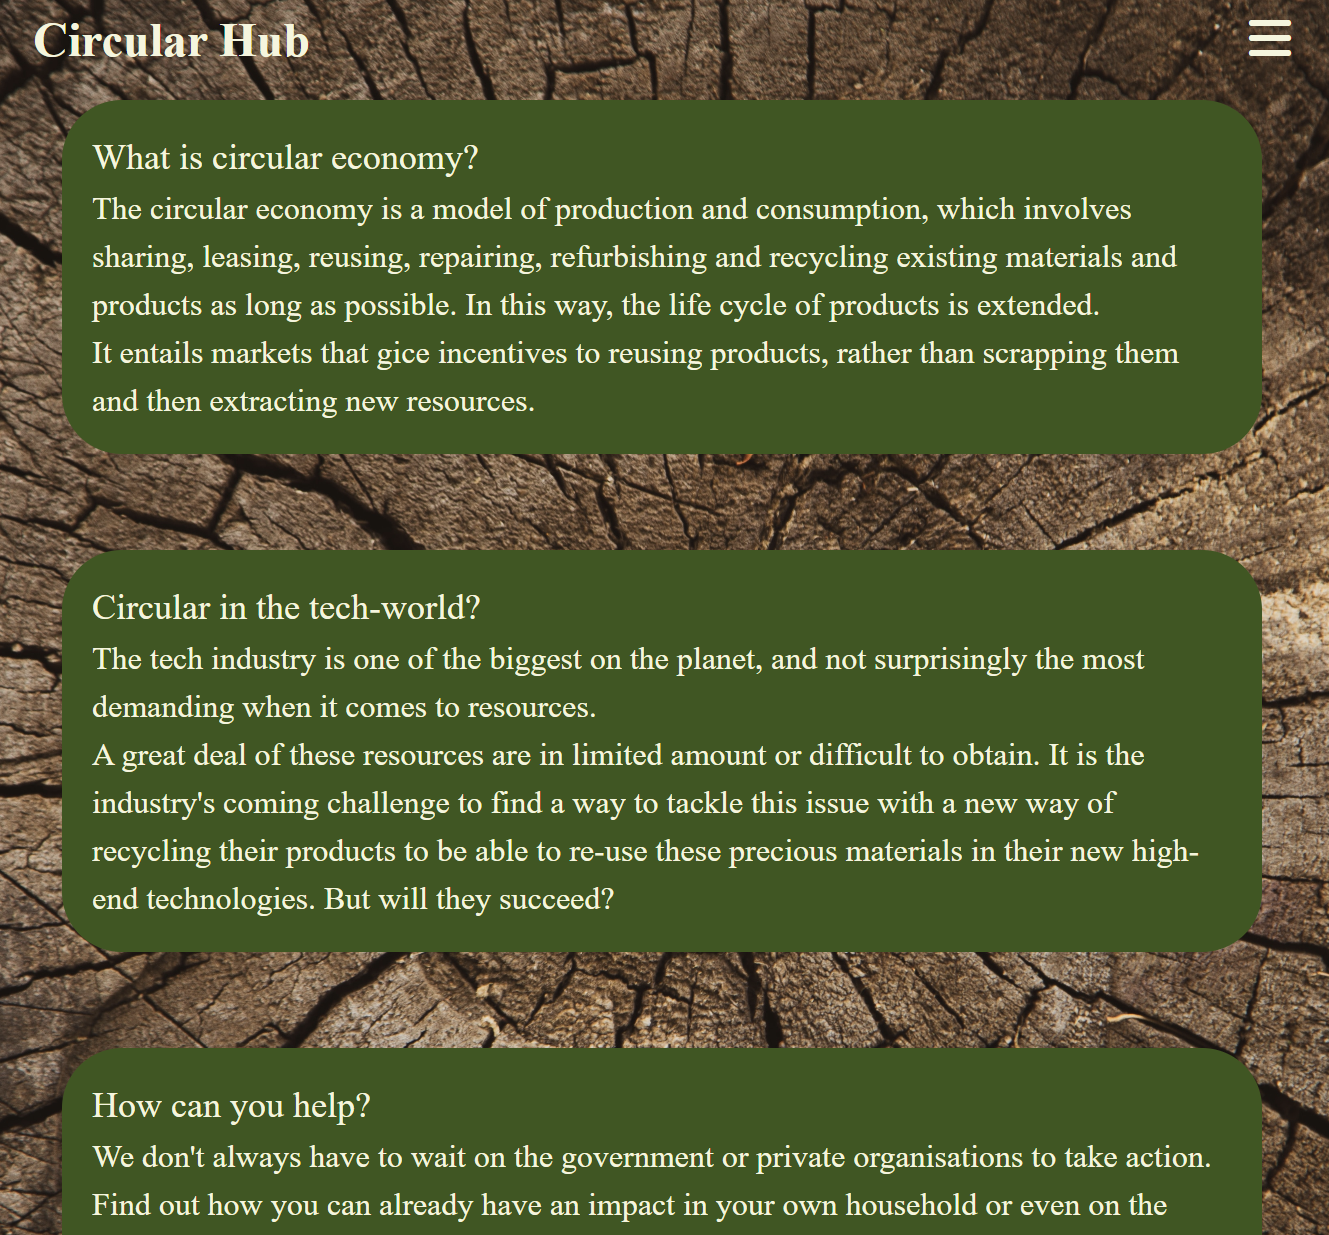 Circular Hub
What is circular economy?
The circular economy is a model of production and consumption, which involves
sharing, leasing, reusing, repairing, refurbishing and recycling existing materials and
products as long as possible. In this way, the life cycle of products is extended.
It entails markets that gice incentives to reusing products, rather than scrapping them
and then extracting new resources.
Circular in the tech-world?
The tech industry is one of the biggest on the planet, and not surprisingly the most
demanding when it comes to resources.
A great deal of these resources are in limited amount or difficult to obtain. It is the
industry's coming challenge to find a way to tackle this issue with a new way of
recycling their products to be able to re-use these precious materials in their new high-
end technologies. But will they succeed?
How can you help?
We don't always have to wait on the government or private organisations to take action.
Find out how you can already have an impact in your own household or even on the